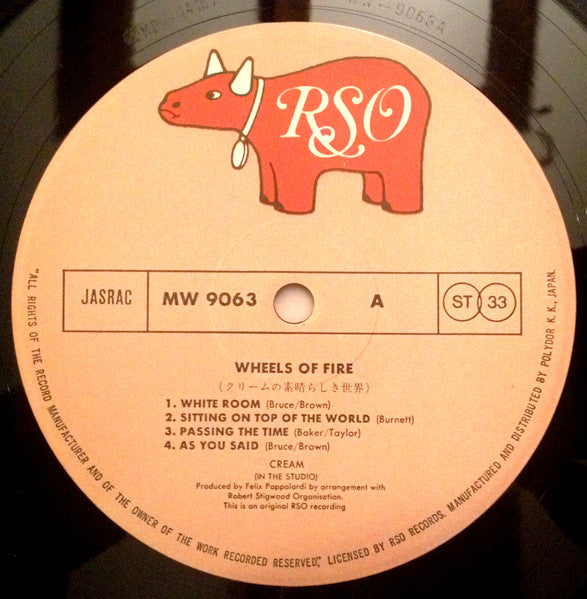 RSO
JASRAC
MW 9063
A
ST 33
WHEELS OF FIRE
(クリームの素晴らしき世界)
1. WHITE ROOM (Bruce/Brown)
2. SITTING ON TOP OF THE WORLD (Burnett)
3. PASSING THE TIME (Baker/Taylor)
4. AS YOU SAID (Bruce/Brown)
CREAM
(IN THE STUDIO)
Produced by Felix Pappalardi by arrangement with
Robert Stigwood Organisation.
This is an original RSO recording
"ALL RIGHTS OF THE RECORD MANUFACTURER AND OF THE OWNER OF THE WORK RECORDED RESERVED," LICENSED BY RSO RECORDS. MANUFACTURED AND DISTRIBUTED BY POLYDOR K. K., JAPAN.
9063A